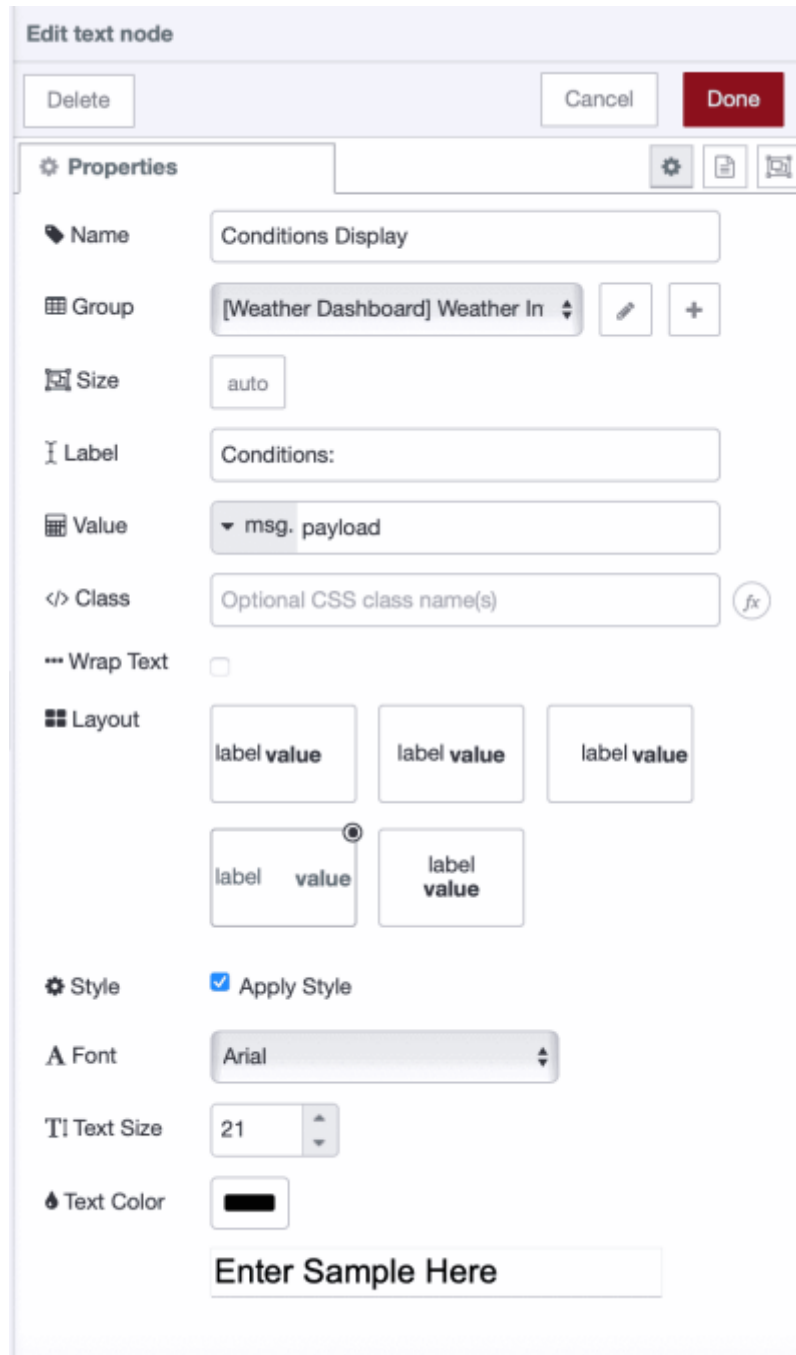 Edit text node
Delete Cancel Done
Properties
Name Conditions Display
Group [Weather Dashboard] Weather In
Size auto
Label Conditions:
Value msg. payload
</> Class Optional CSS class name(s) fx
Wrap Text
Layout label value label value label value
label value label
value
Style Apply Style
A Font Arial
Text Size 21
Text Color
Enter Sample Here